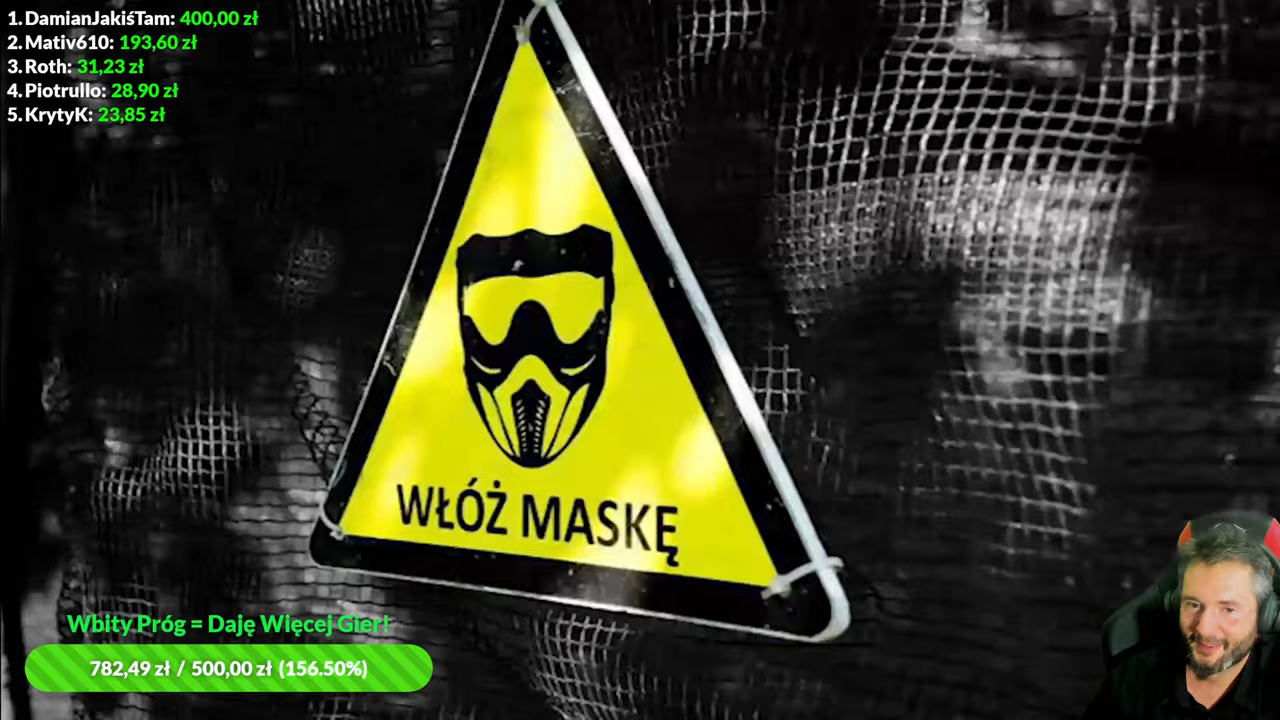 1. DamianJakiśTam: 400,00 zł
2. Mativ610: 193,60 zł
3. Roth: 31,23 zł
4. Piotrullo: 28,90 zł
5. KrytyK: 23,85 zł
WŁÓŻ MASKĘ
Wbity Próg = Daję Więcej Gier!
782,49 zł / 500,00 zł (156.50%)